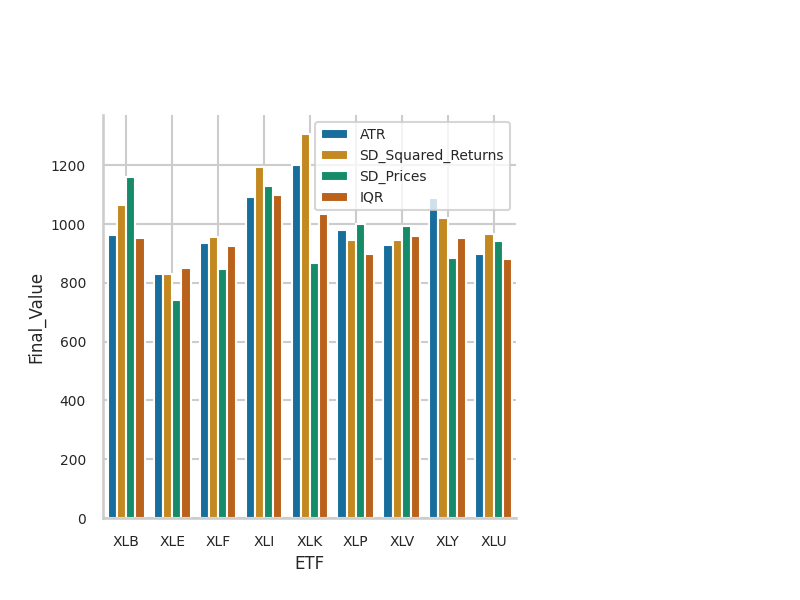 ATR
SD_Squared_Returns
SD_Prices
IQR
1200
1000
800
600
400
200
0
Final_Value
XLB XLE XLF XLI XLK XLP XLV XLY XLU
ETF